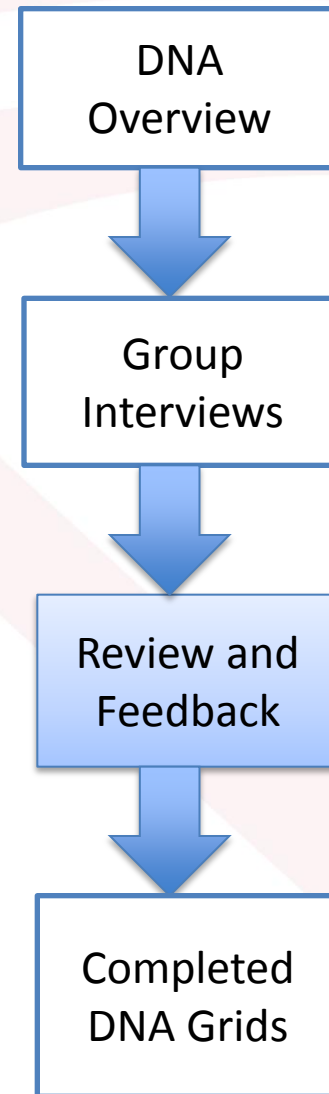 DNA
Overview
Group
Interviews
Review and
Feedback
Completed
DNA Grids